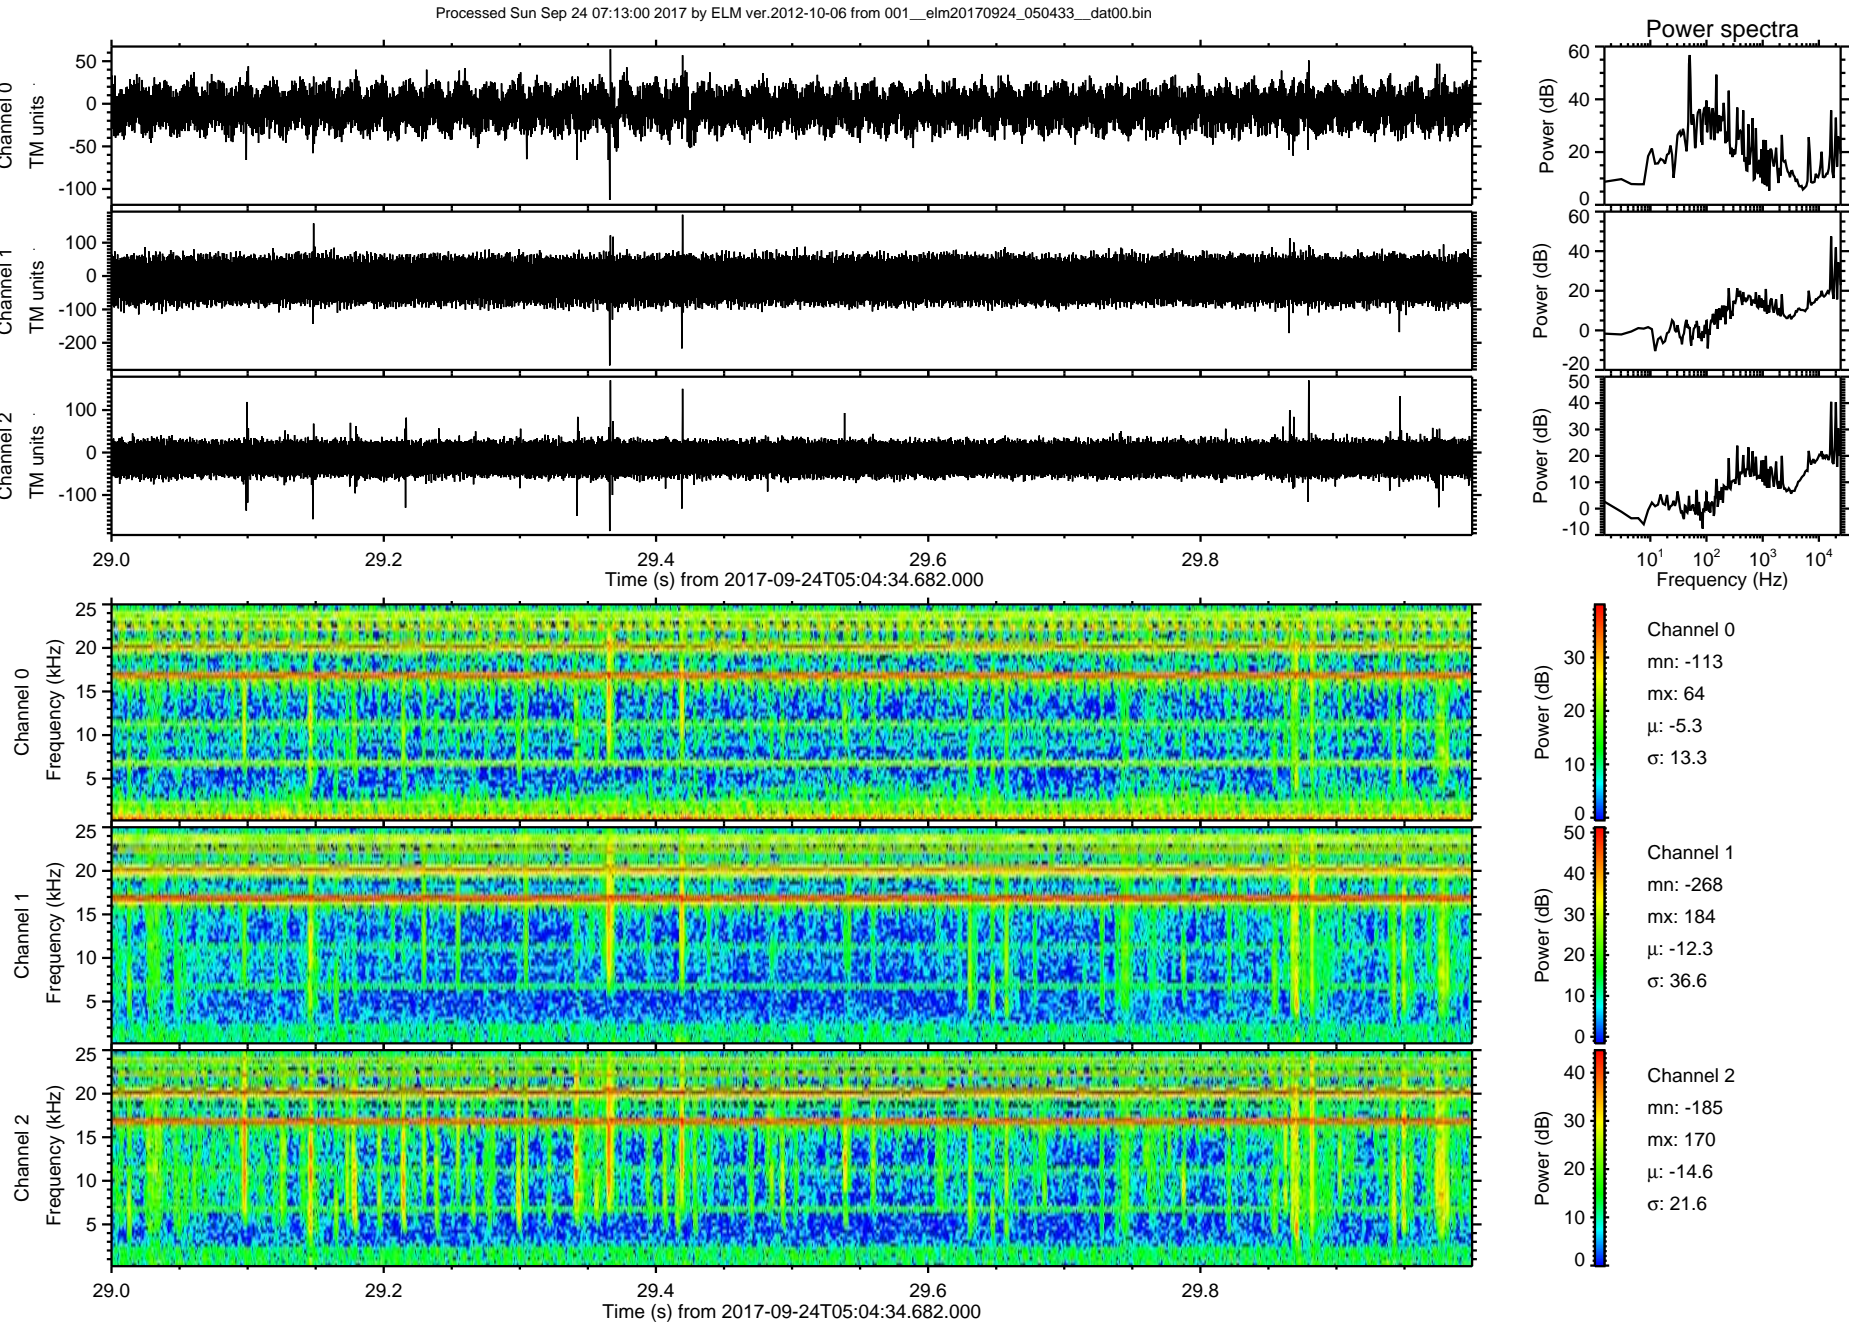 Processed Sun Sep 24 07:13:00 2017 by ELM ver.2012-10-06 from 001__elm20170924_050433__dat00.bin
Power spectra
Channel 0
TM units
50
0
-50
-100
Power (dB)
60
40
20
0
Channel 1
TM units
100
0
-100
-200
Power (dB)
60
40
20
0
-20
Channel 2
TM units
100
0
-100
Power (dB)
50
40
30
20
10
0
-10
29.0 29.2 29.4 29.6 29.8
Time (s) from 2017-09-24T05:04:34.682.000
10^1 10^2 10^3 10^4
Frequency (Hz)
Channel 0
Frequency (kHz)
25
20
15
10
5
Power (dB)
30
20
10
0
Channel 0
mn: -113
mx: 64
µ: -5.3
σ: 13.3
Channel 1
Frequency (kHz)
25
20
15
10
5
Power (dB)
50
40
30
20
10
0
Channel 1
mn: -268
mx: 184
µ: -12.3
σ: 36.6
Channel 2
Frequency (kHz)
25
20
15
10
5
Power (dB)
40
30
20
10
0
Channel 2
mn: -185
mx: 170
µ: -14.6
σ: 21.6
29.0 29.2 29.4 29.6 29.8
Time (s) from 2017-09-24T05:04:34.682.000